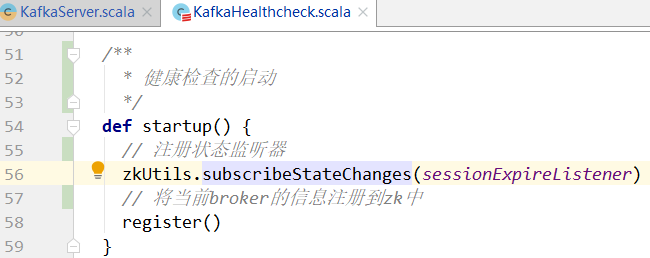 KafkaServer.scala × KafkaHealthcheck.scala ×
51 /**
52 * 健康检查的启动
53 */
54 def startup() {
55 // 注册状态监听器
56 zkUtils.subscribeStateChanges(sessionExpireListener)
57 // 将当前broker的信息注册到zk中
58 register()
59 }